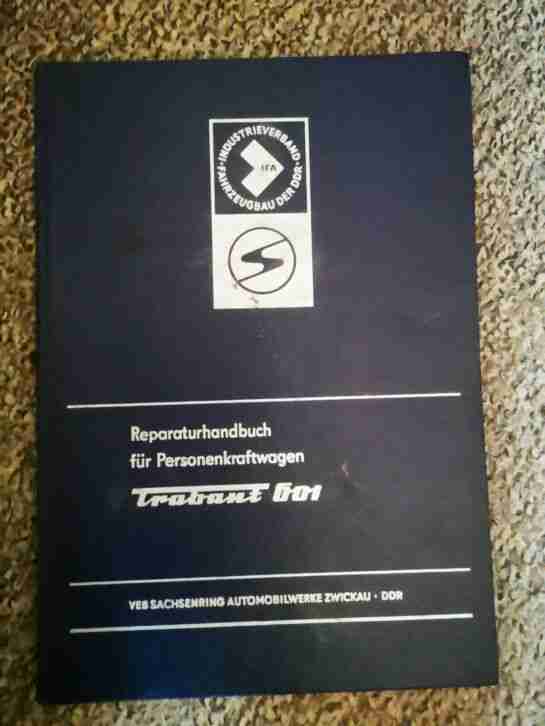 INDUSTRIEVERBAND
FAHRZEUGBAU DER DDR
IFA
S
Reparaturhandbuch
für Personenkraftwagen
Trabant 601
VEB SACHSENRING AUTOMOBILWERKE ZWICKAU · DDR